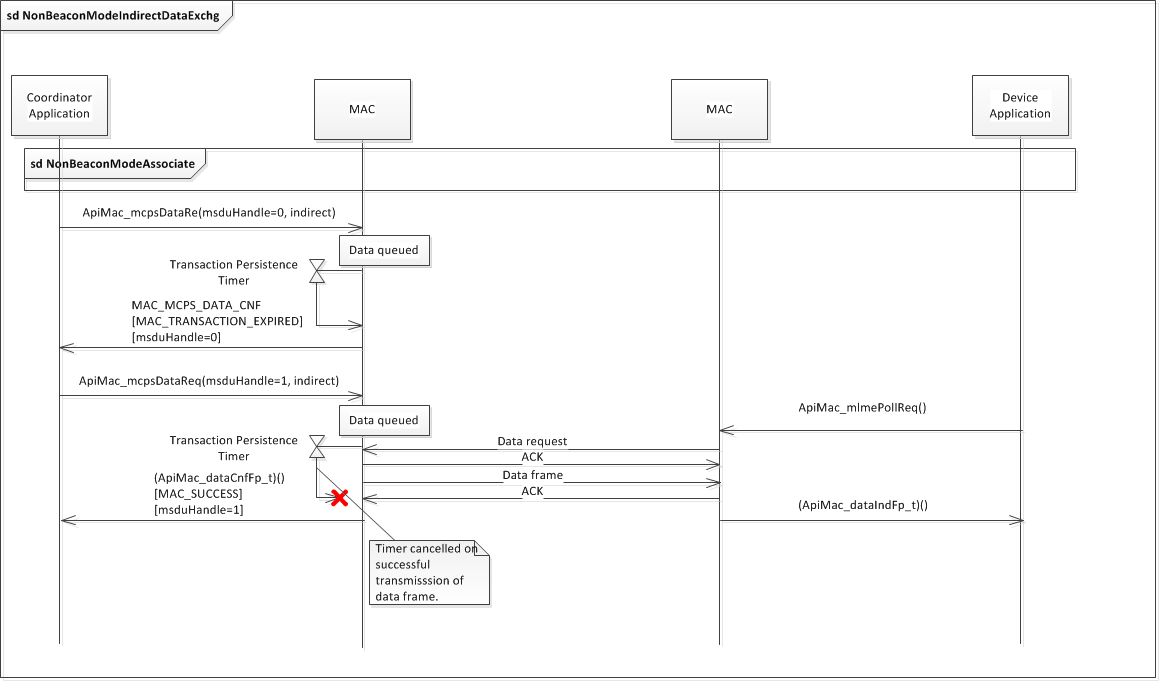 sd NonBeaconModeIndirectDataExchg
Coordinator
Application
MAC
MAC
Device
Application
sd NonBeaconModeAssociate
ApiMac_mcpsDataRe(msduHandle=0, indirect)
Data queued
Transaction Persistence
Timer
MAC_MCPS_DATA_CNF
[MAC_TRANSACTION_EXPIRED]
[msduHandle=0]
ApiMac_mcpsDataReq(msduHandle=1, indirect)
Data queued
ApiMac_mlmePollReq()
Transaction Persistence
Timer
Data request
ACK
Data frame
ACK
(ApiMac_dataCnfFp_t)()
[MAC_SUCCESS]
[msduHandle=1]
(ApiMac_dataIndFp_t)()
Timer cancelled on
successful
transmisssion of
data frame.